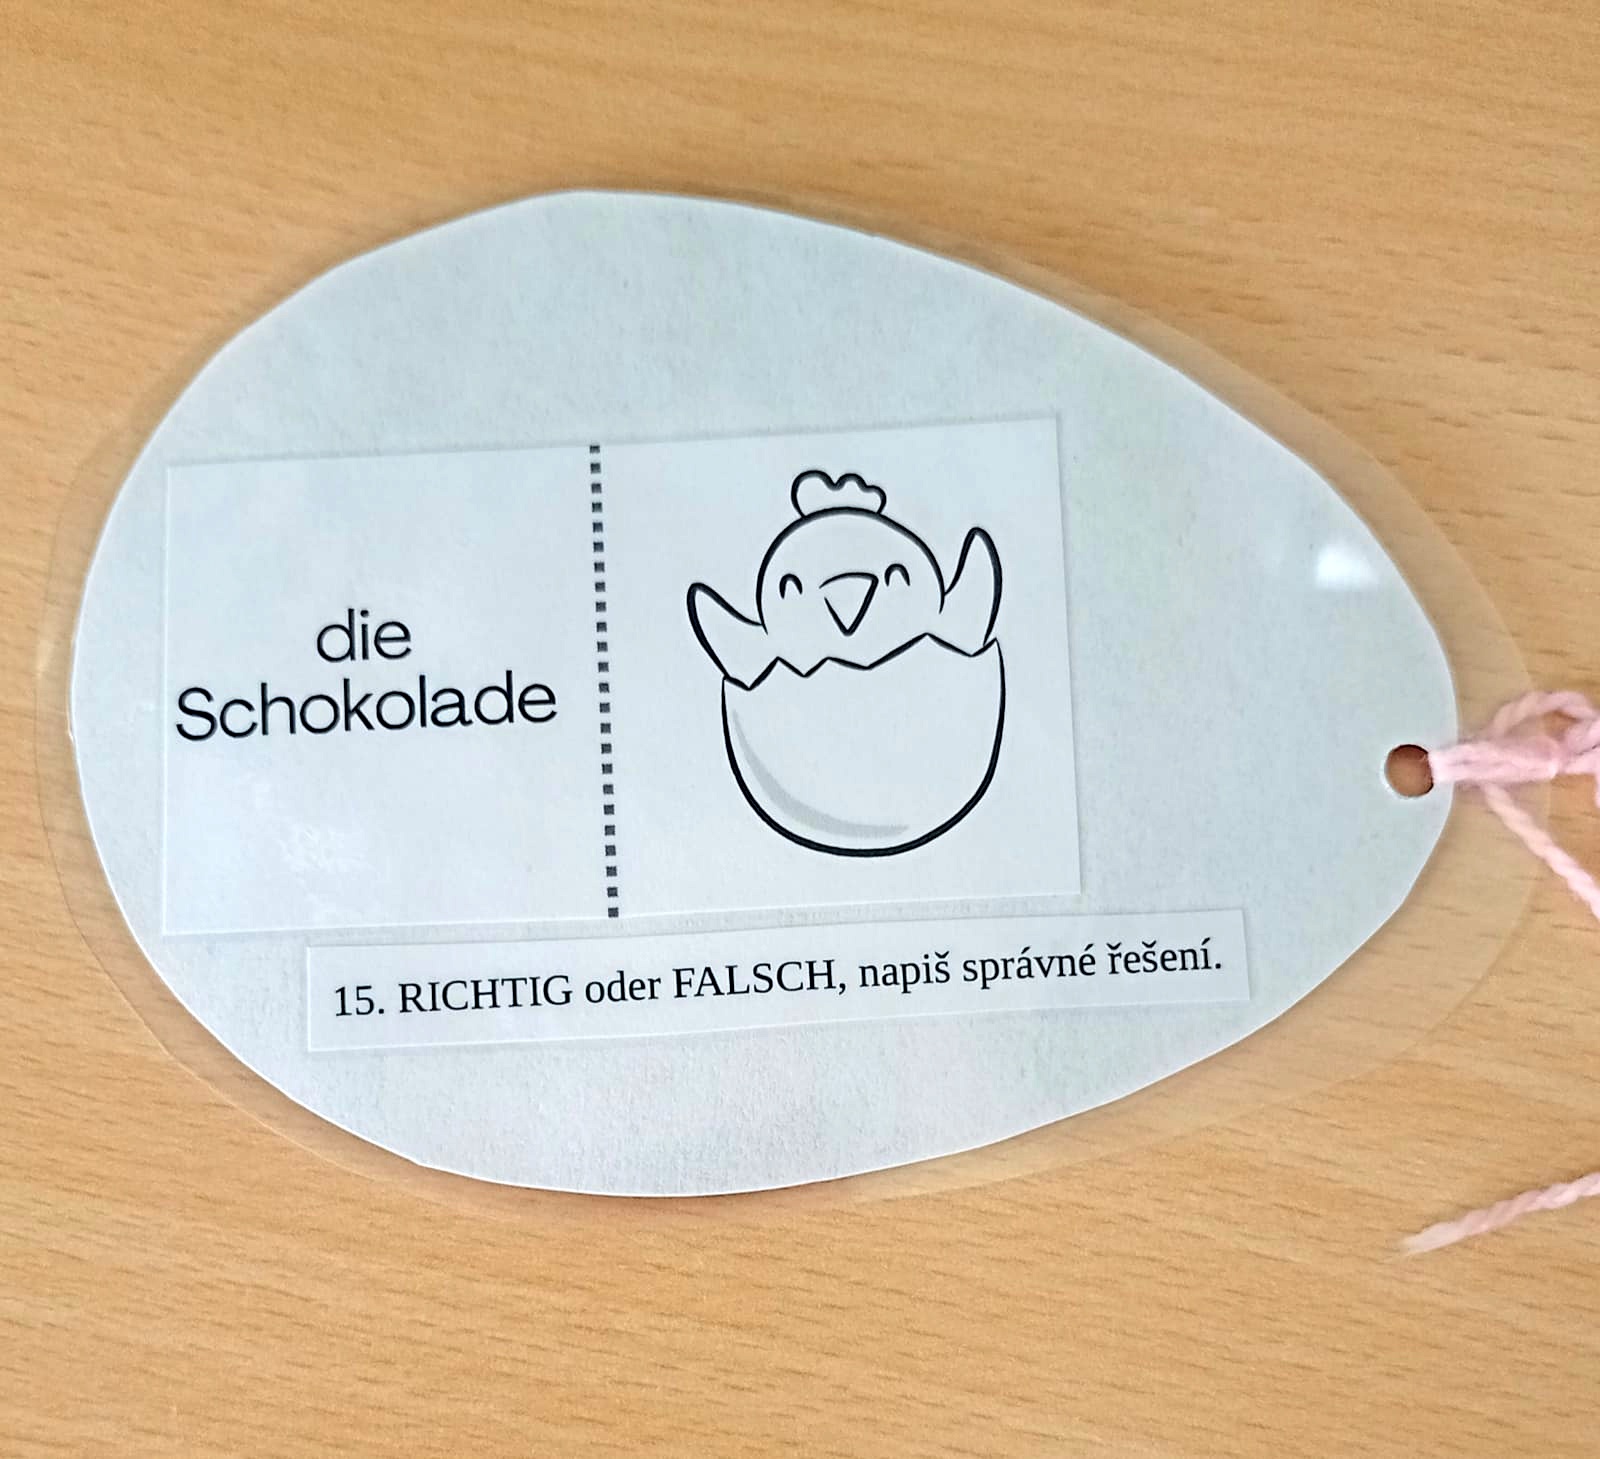 die
Schokolade
15. RICHTIG oder FALSCH, napiš správné řešení.